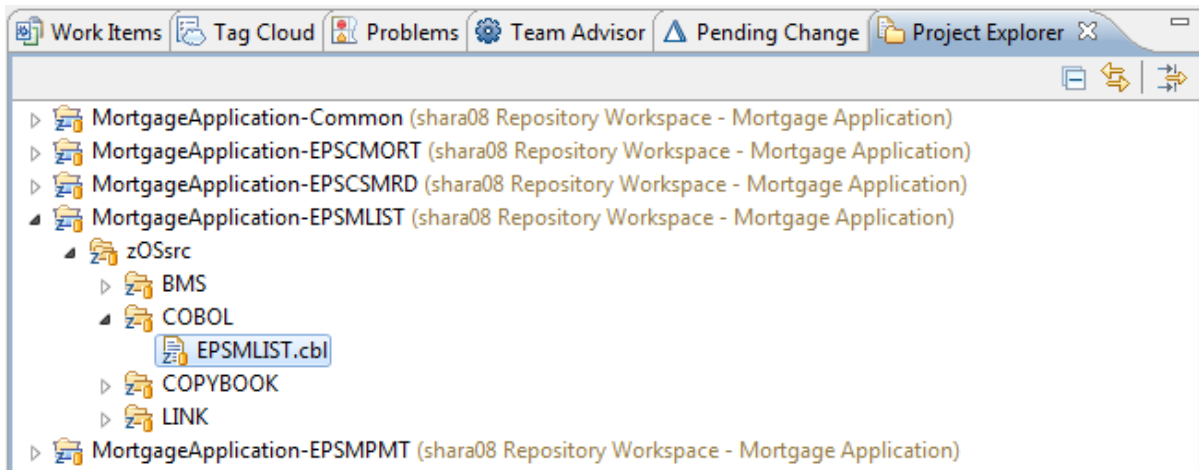 Work Items Tag Cloud Problems Team Advisor Pending Change Project Explorer
MortgageApplication-Common (shara08 Repository Workspace - Mortgage Application)
MortgageApplication-EPSCMORT (shara08 Repository Workspace - Mortgage Application)
MortgageApplication-EPSCSMRD (shara08 Repository Workspace - Mortgage Application)
MortgageApplication-EPSMLIST (shara08 Repository Workspace - Mortgage Application)
zOSsrc
BMS
COBOL
EPSMLIST.cbl
COPYBOOK
LINK
MortgageApplication-EPSMPMT (shara08 Repository Workspace - Mortgage Application)